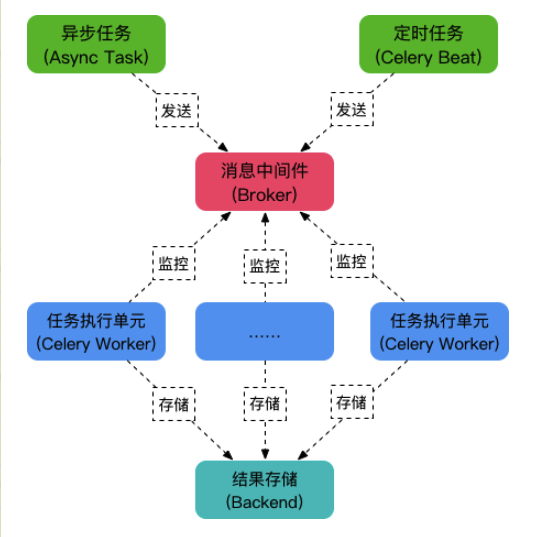 异步任务
(Async Task)
定时任务
(Celery Beat)
发送
发送
消息中间件
(Broker)
监控
监控
监控
任务执行单元
(Celery Worker)
……
任务执行单元
(Celery Worker)
存储
存储
存储
结果存储
(Backend)